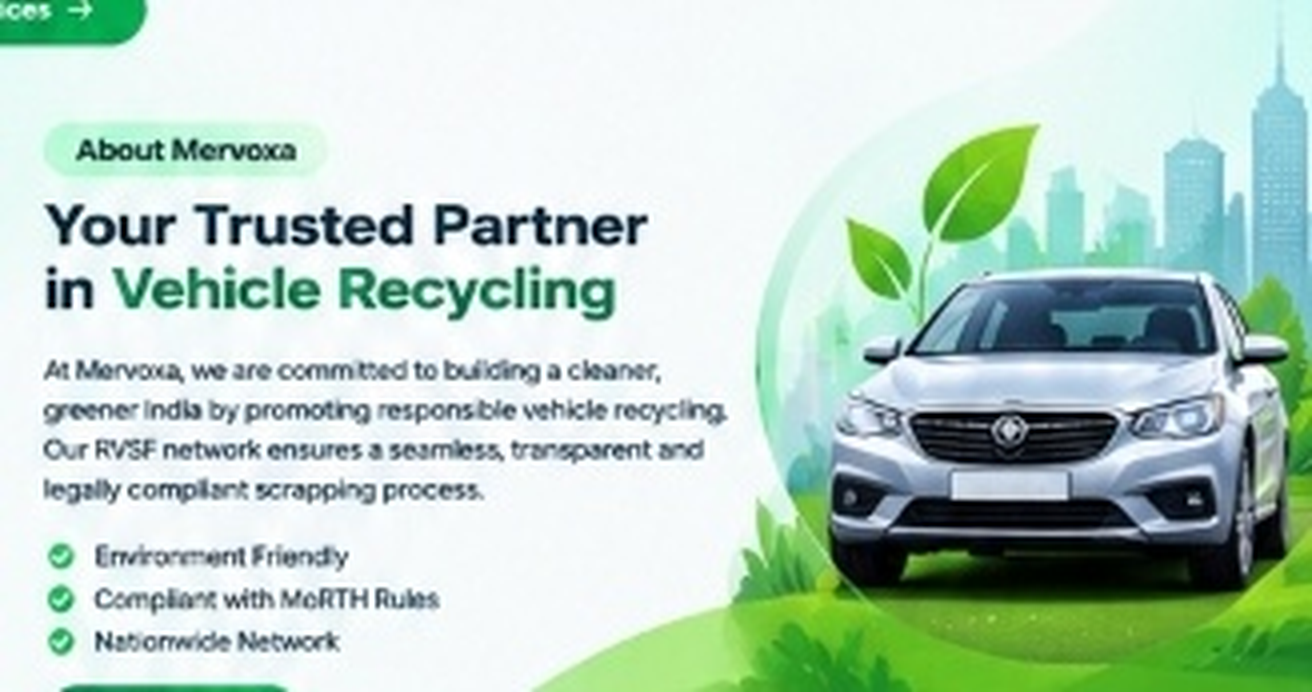 ices →
About Mervoxa
Your Trusted Partner
in Vehicle Recycling
At Mervoxa, we are committed to building a cleaner,
greener India by promoting responsible vehicle recycling.
Our RVSF network ensures a seamless, transparent and
legally compliant scrapping process.
Environment Friendly
Compliant with MoRTH Rules
Nationwide Network